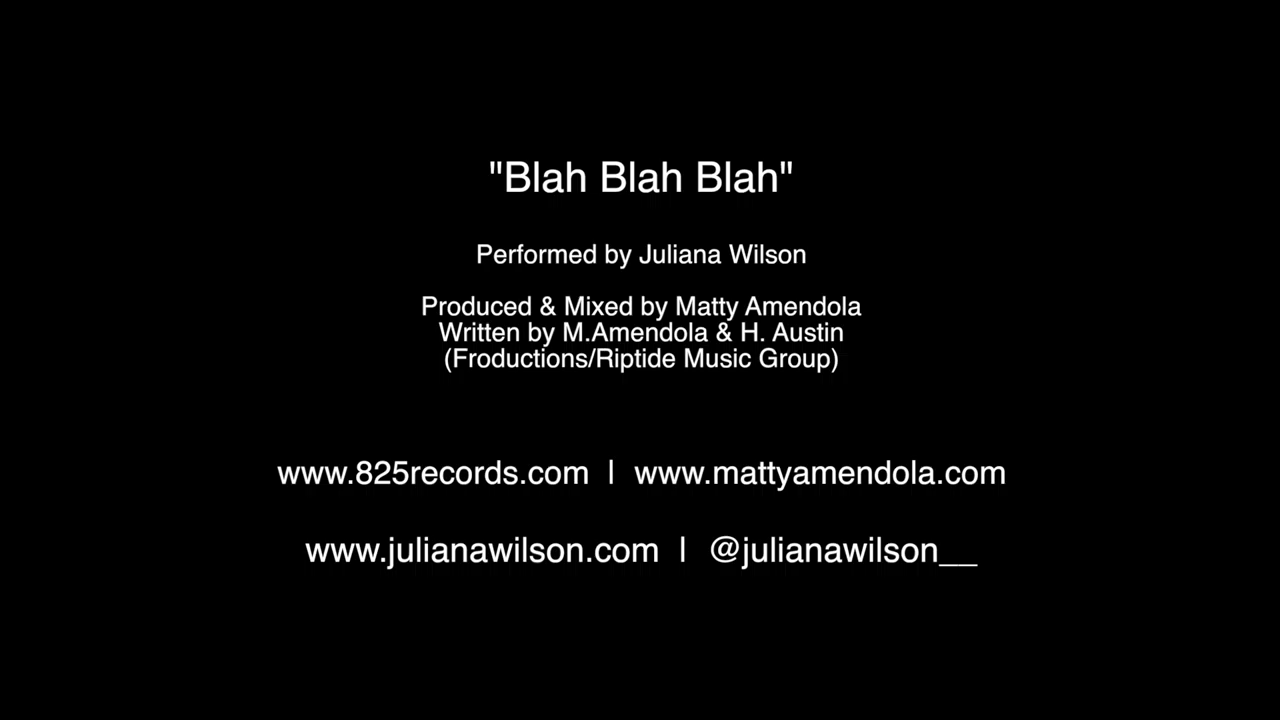 "Blah Blah Blah"
Performed by Juliana Wilson
Produced & Mixed by Matty Amendola
Written by M.Amendola & H. Austin
(Froductions/Riptide Music Group)
www.825records.com | www.mattyamendola.com
www.julianawilson.com | @julianawilson__